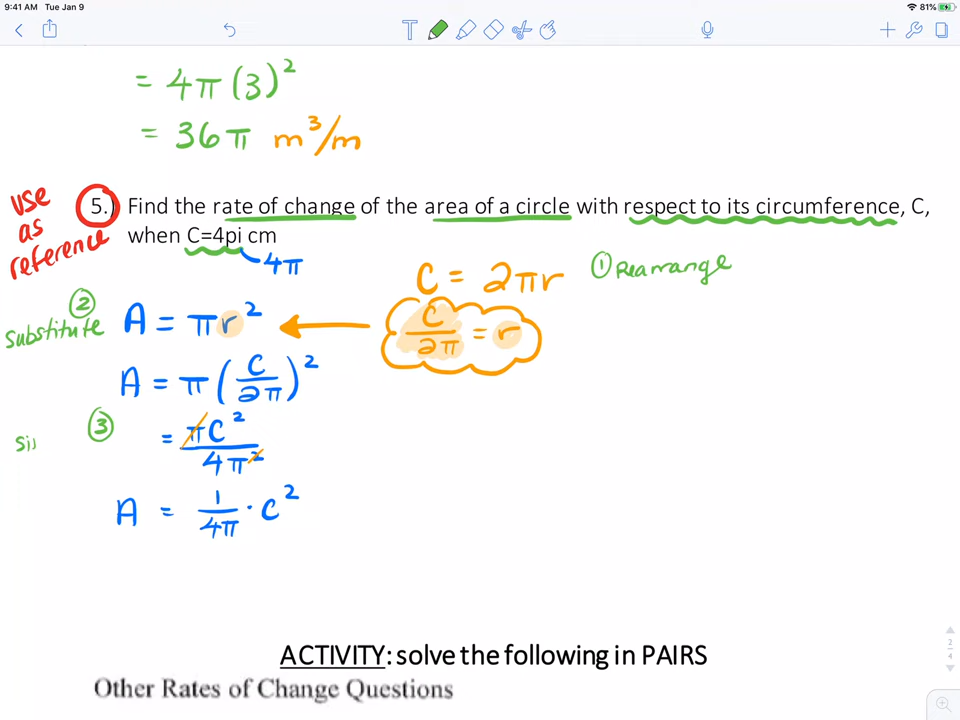 9:41 AM Tue Jan 9
81%
T
= 4π(3)²
= 36π m³/m
use as reference
5.) Find the rate of change of the area of a circle with respect to its circumference, C,
when C=4pi cm
4π
C = 2πr
① Rearrange
C/2π = r
② Substitute
A = πr²
A = π(C/2π)²
③ Sii
= πC²/4π²
A = 1/4π · C²
2/4
ACTIVITY: solve the following in PAIRS
Other Rates of Change Questions